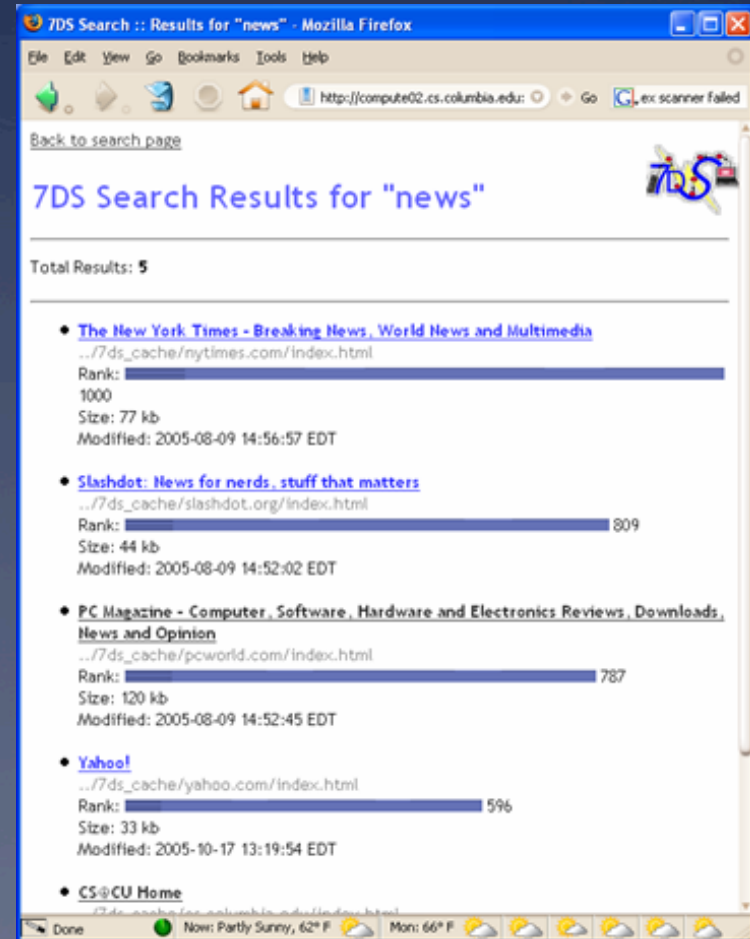 7DS Search :: Results for "news" - Mozilla Firefox
File Edit View Go Bookmarks Tools Help
http://compute02.cs.columbia.edu: Go ex scanner failed
Back to search page
7DS
7DS Search Results for "news"
Total Results: 5
The New York Times - Breaking News, World News and Multimedia
../7ds_cache/nytimes.com/index.html
Rank:
1000
Size: 77 kb
Modified: 2005-08-09 14:56:57 EDT
Slashdot: News for nerds, stuff that matters
../7ds_cache/slashdot.org/index.html
Rank: 809
Size: 44 kb
Modified: 2005-08-09 14:52:02 EDT
PC Magazine - Computer, Software, Hardware and Electronics Reviews, Downloads,
News and Opinion
../7ds_cache/pcworld.com/index.html
Rank: 787
Size: 120 kb
Modified: 2005-08-09 14:52:45 EDT
Yahoo!
../7ds_cache/yahoo.com/index.html
Rank: 596
Size: 33 kb
Modified: 2005-10-17 13:19:54 EDT
CS@CU Home
../7ds_cache/cs.columbia.edu/index.html
Done Now: Partly Sunny, 62° F Mon: 66° F